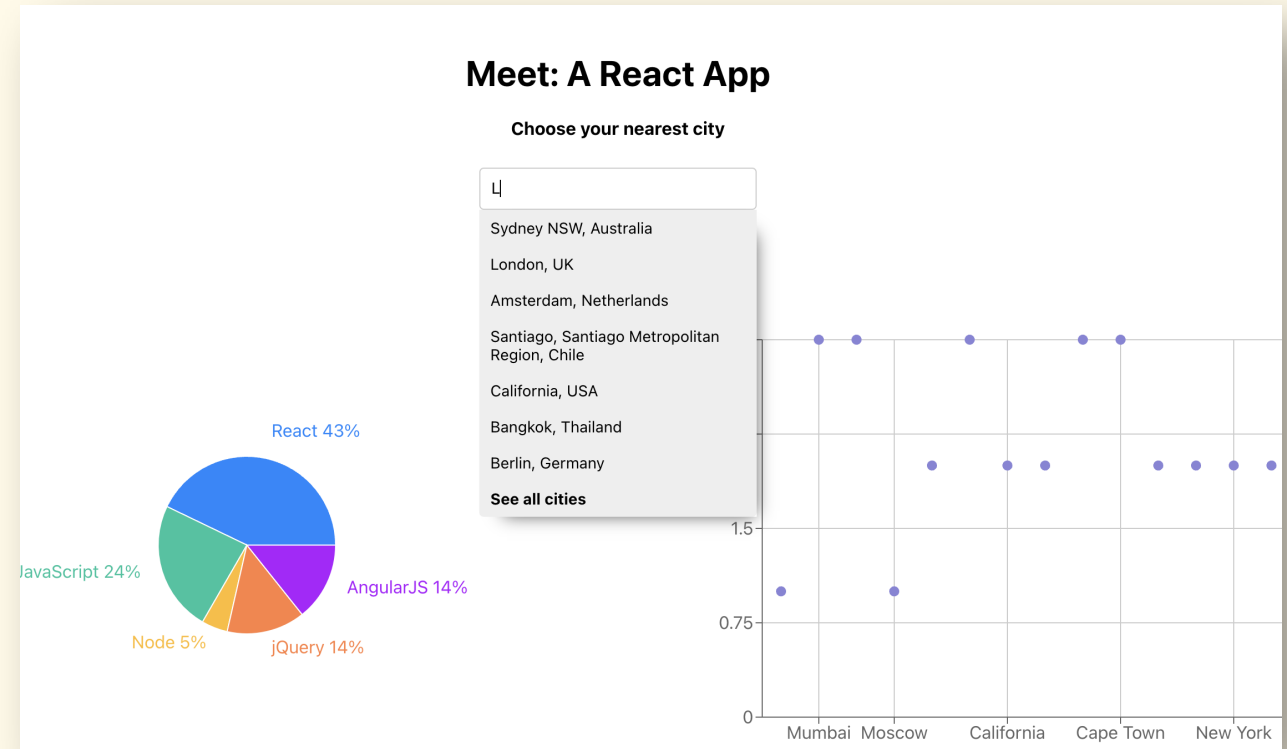 Meet: A React App
Choose your nearest city
L
Sydney NSW, Australia
London, UK
Amsterdam, Netherlands
Santiago, Santiago Metropolitan
Region, Chile
California, USA
Bangkok, Thailand
Berlin, Germany
See all cities
React 43%
JavaScript 24%
AngularJS 14%
Node 5%
jQuery 14%
1.5
0.75
0
Mumbai Moscow California Cape Town New York